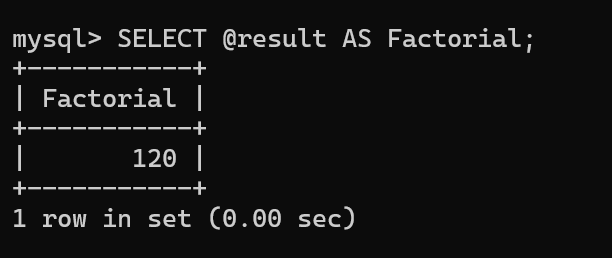 mysql> SELECT @result AS Factorial;
+-----------+
| Factorial |
+-----------+
|       120 |
+-----------+
1 row in set (0.00 sec)